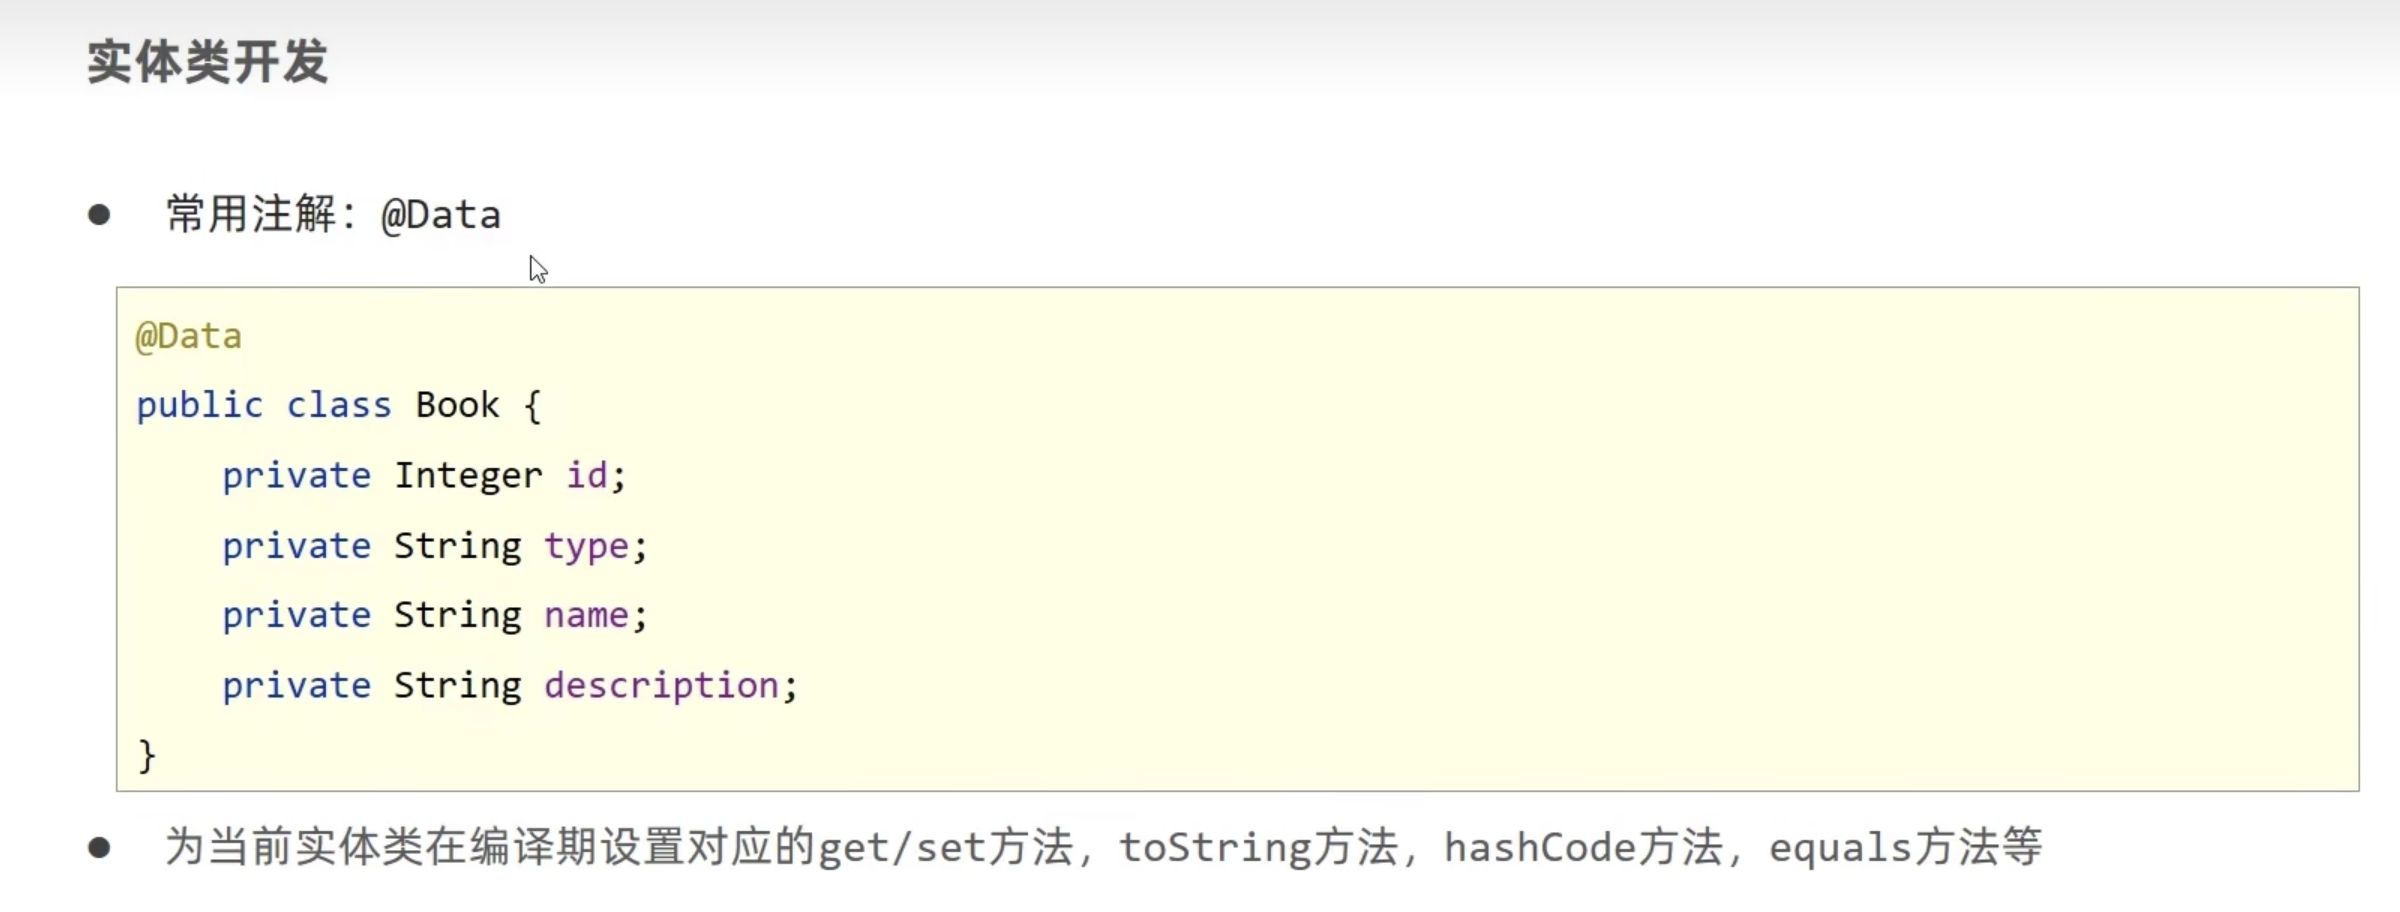 实体类开发
● 常用注解：@Data
@Data
public class Book {
    private Integer id;
    private String type;
    private String name;
    private String description;
}
● 为当前实体类在编译期设置对应的get/set方法，toString方法，hashCode方法，equals方法等